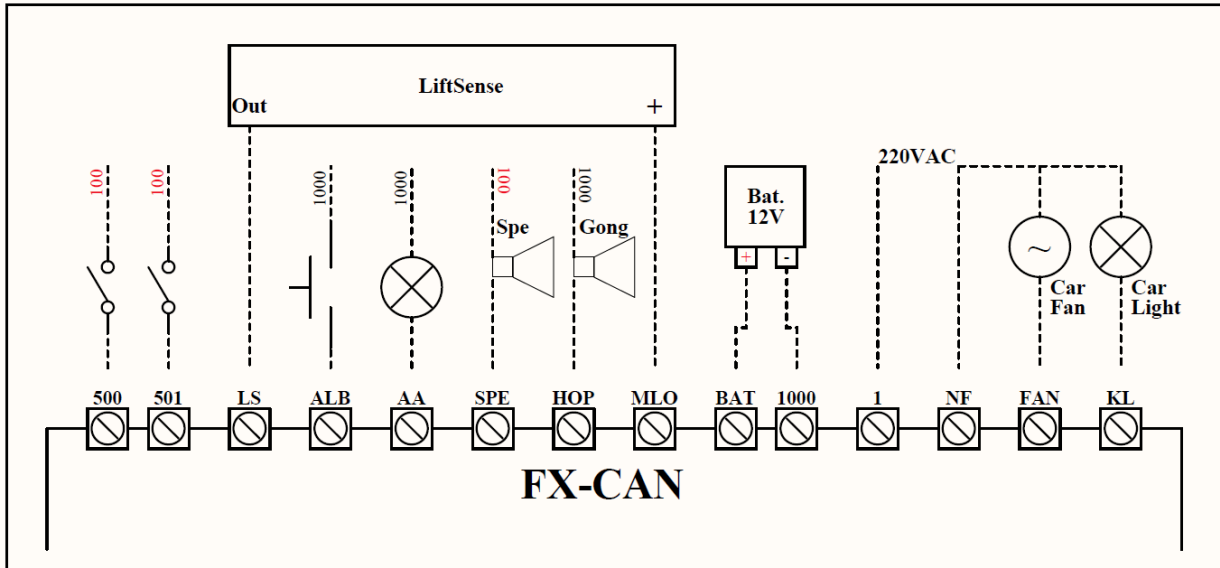 LiftSense
Out +
220VAC
100 100 1000 1000 100 1000
Spe Gong
Bat.
12V
+ -
~
Car
Fan
Car
Light
500 501 LS ALB AA SPE HOP MLO BAT 1000 1 NF FAN KL
FX-CAN